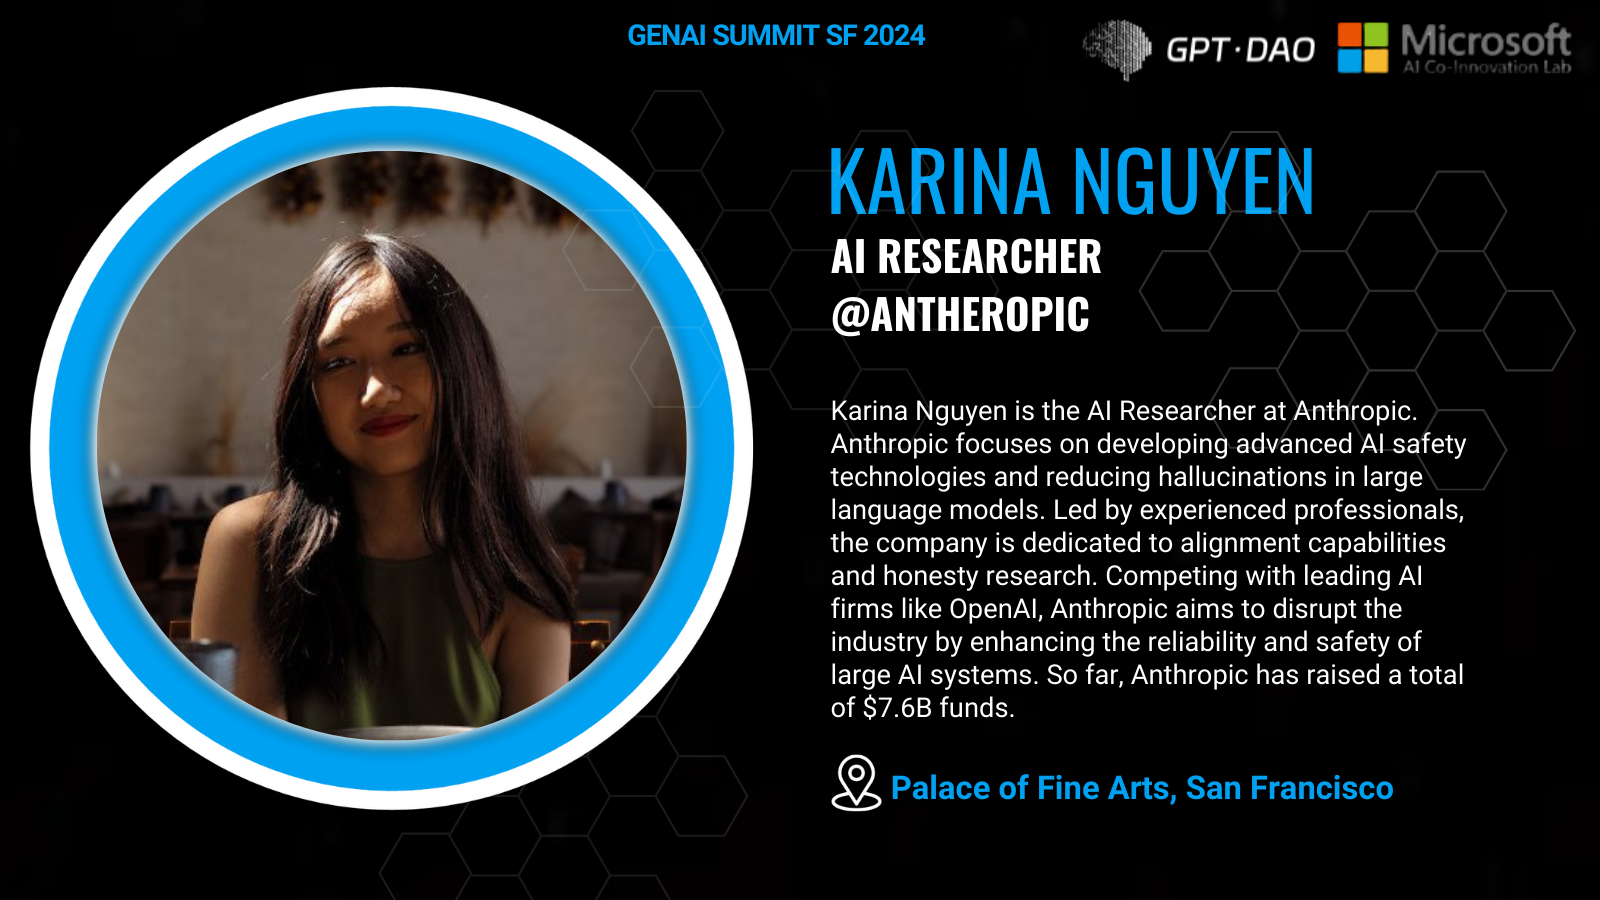 GENAI SUMMIT SF 2024
GPT·DAO
Microsoft
AI Co-Innovation Lab
KARINA NGUYEN
AI RESEARCHER
@ANTHEROPIC
Karina Nguyen is the AI Researcher at Anthropic.
Anthropic focuses on developing advanced AI safety
technologies and reducing hallucinations in large
language models. Led by experienced professionals,
the company is dedicated to alignment capabilities
and honesty research. Competing with leading AI
firms like OpenAI, Anthropic aims to disrupt the
industry by enhancing the reliability and safety of
large AI systems. So far, Anthropic has raised a total
of $7.6B funds.
Palace of Fine Arts, San Francisco